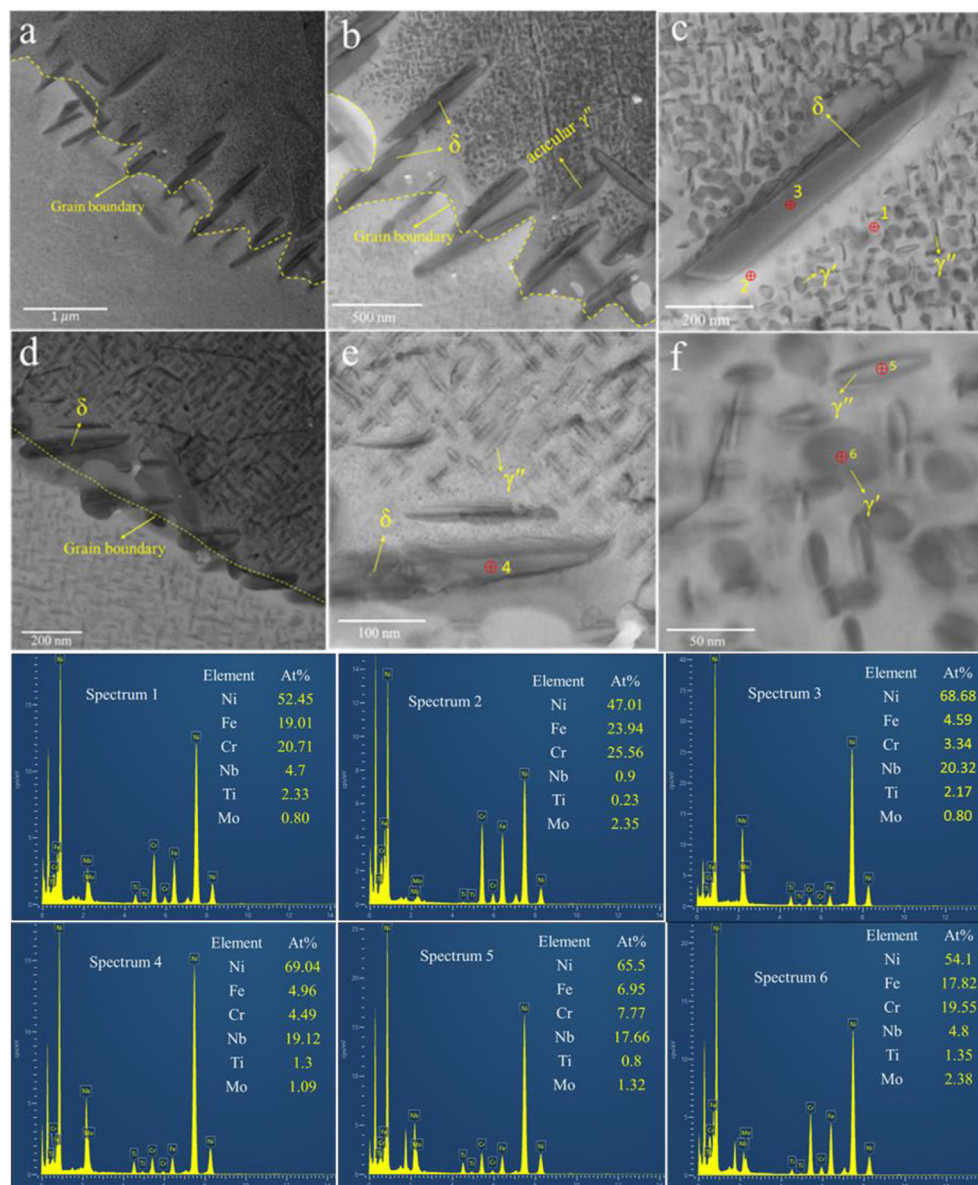 a
Grain boundary
1 μm
b
δ
acicular γ″
Grain boundary
500 nm
c
δ
3
1
2
γ′
γ″
200 nm
d
δ
Grain boundary
200 nm
e
γ″
δ
4
100 nm
f
5
γ″
6
γ′
50 nm
Spectrum 1
Element At%
Ni 52.45
Fe 19.01
Cr 20.71
Nb 4.7
Ti 2.33
Mo 0.80
Spectrum 2
Element At%
Ni 47.01
Fe 23.94
Cr 25.56
Nb 0.9
Ti 0.23
Mo 2.35
Spectrum 3
Element At%
Ni 68.68
Fe 4.59
Cr 3.34
Nb 20.32
Ti 2.17
Mo 0.80
Spectrum 4
Element At%
Ni 69.04
Fe 4.96
Cr 4.49
Nb 19.12
Ti 1.3
Mo 1.09
Spectrum 5
Element At%
Ni 65.5
Fe 6.95
Cr 7.77
Nb 17.66
Ti 0.8
Mo 1.32
Spectrum 6
Element At%
Ni 54.1
Fe 17.82
Cr 19.55
Nb 4.8
Ti 1.35
Mo 2.38